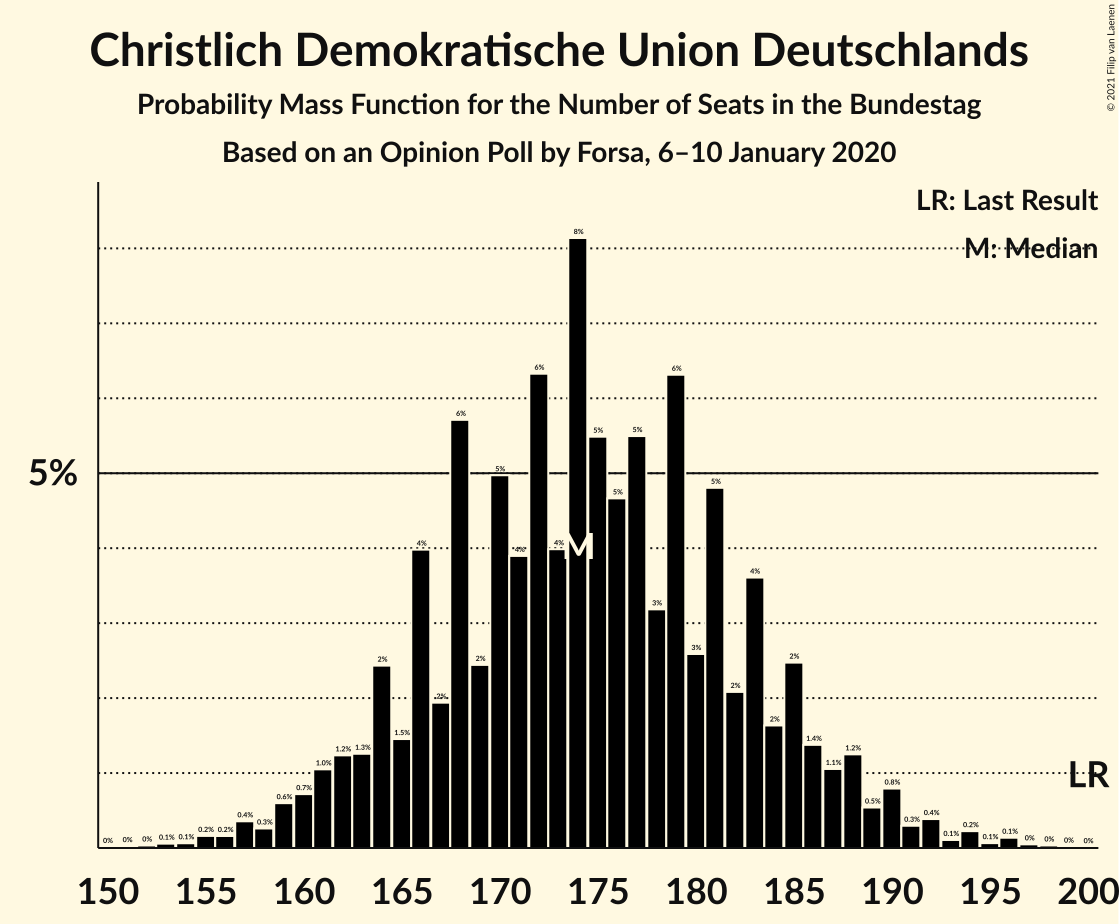 Christlich Demokratische Union Deutschlands
Probability Mass Function for the Number of Seats in the Bundestag
Based on an Opinion Poll by Forsa, 6–10 January 2020
© 2021 Filip van Laenen
LR: Last Result
M: Median
5%
0% 0% 0% 0.1% 0.1% 0.2% 0.2% 0.4% 0.3% 0.6% 0.7% 1.0% 1.2% 1.3% 2% 1.5% 4% 2% 6% 2% 5% 4% 6% 4% 8% 5% 5% 5% 3% 6% 3% 5% 2% 4% 2% 2% 1.4% 1.1% 1.2% 0.5% 0.8% 0.3% 0.4% 0.1% 0.2% 0.1% 0.1% 0% 0% 0% 0%
M
LR
150 155 160 165 170 175 180 185 190 195 200